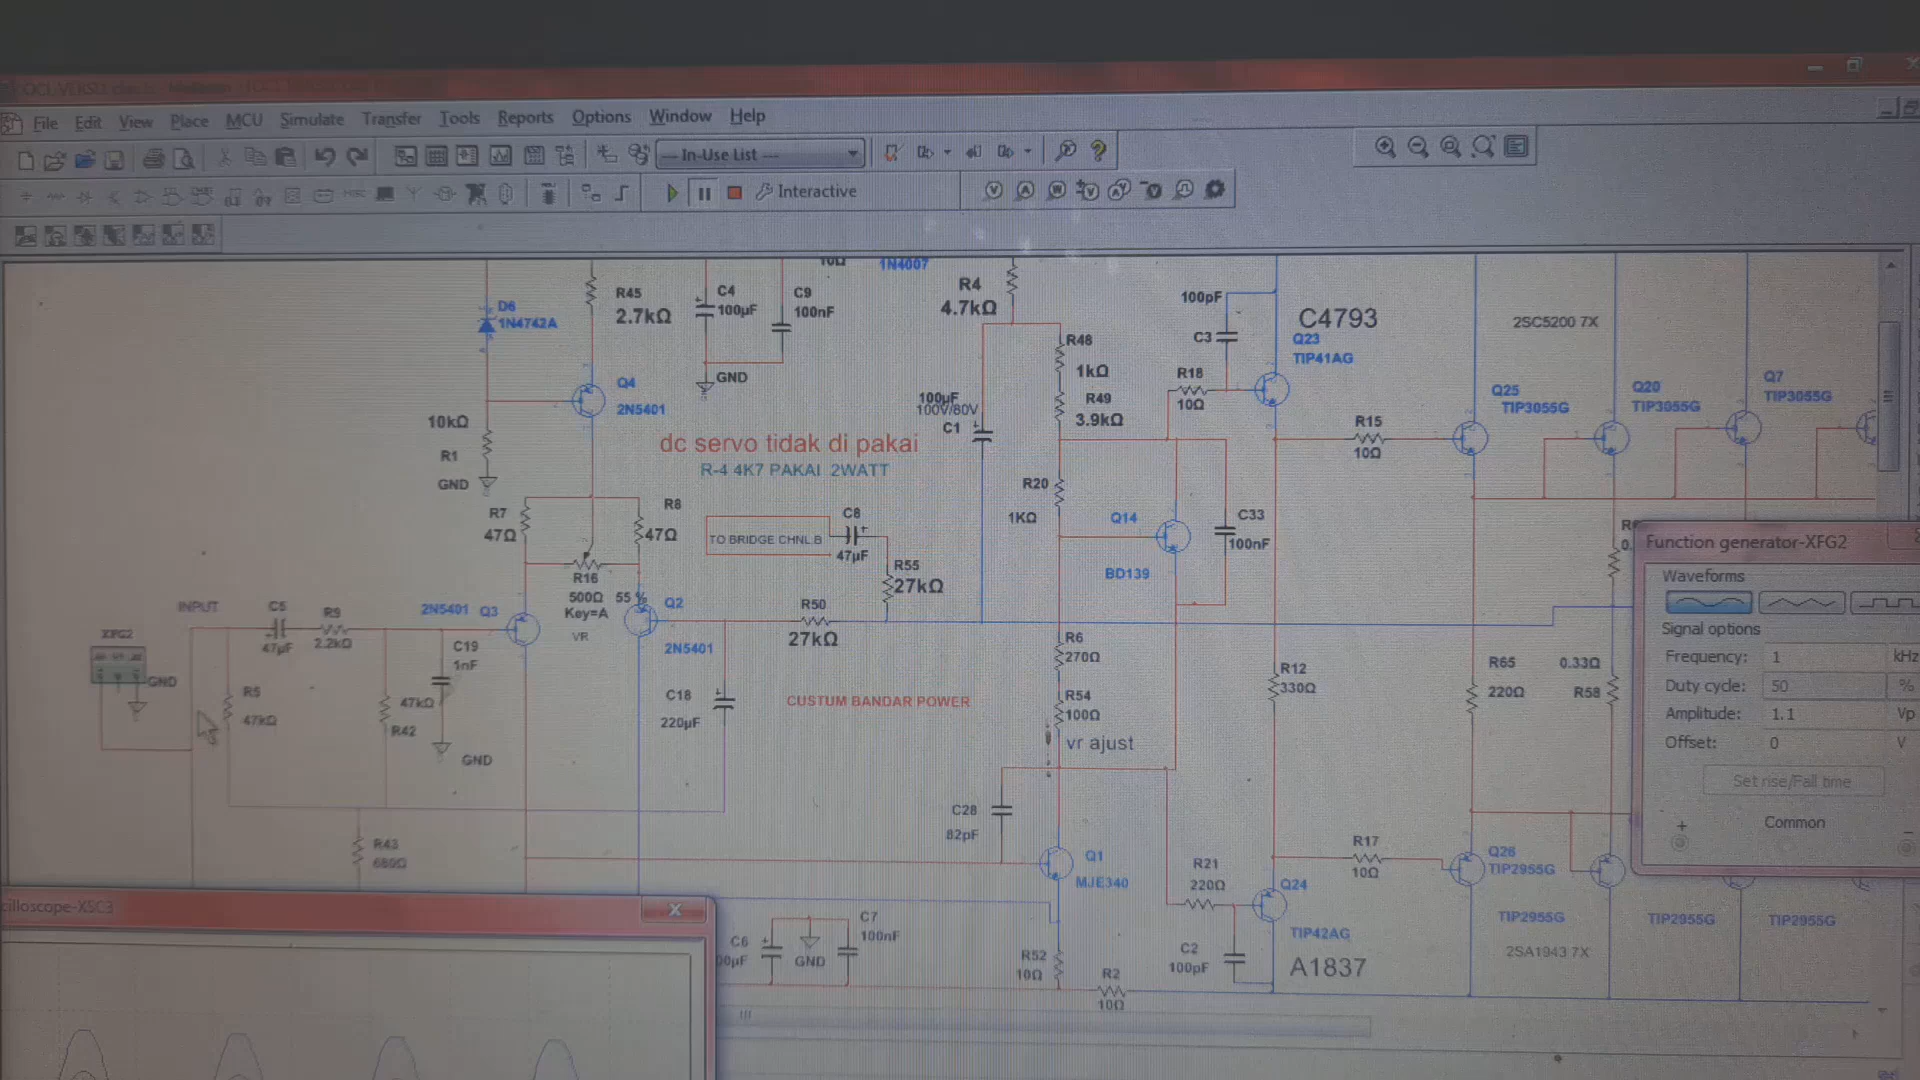 File Edit View Place MCU Simulate Transfer Tools Reports Options Window Help
--- In-Use List ---
Interactive
D6
1N4742A
R45
2.7kΩ
C4
100µF
C9
100nF
1N4007
R4
4.7kΩ
GND
Q4
2N5401
10kΩ
R1
GND
dc servo tidak di pakai
R-4 4K7 PAKAI 2WATT
100µF
100V/80V
C1
R48
1kΩ
R49
3.9kΩ
100pF
C3
R18
10Ω
C4793
Q23
TIP41AG
R15
10Ω
2SC5200 7X
Q25
TIP3055G
Q20
TIP3055G
Q7
TIP3055G
R7
47Ω
R8
47Ω
R16
500Ω
55 %
Key=A
VR
TO BRIDGE CHNL.B
C8
47µF
R55
27kΩ
R20
1KΩ
Q14
BD139
C33
100nF
INPUT
XFG2
GND
C5
47µF
R9
2.2kΩ
2N5401
Q3
C19
1nF
R5
47kΩ
47kΩ
R42
GND
Q2
2N5401
R50
27kΩ
C18
220µF
CUSTUM BANDAR POWER
R6
270Ω
R54
100Ω
vr ajust
R12
330Ω
R65
220Ω
0.33Ω
R58
C28
82pF
R43
680Ω
Q1
MJE340
R21
220Ω
Q24
TIP42AG
A1837
C2
100pF
R17
10Ω
Q26
TIP2955G
TIP2955G
TIP2955G
TIP2955G
2SA1943 7X
C6
C7
100nF
GND
R52
10Ω
R2
10Ω
Function generator-XFG2
Waveforms
Signal options
Frequency: 1 kHz
Duty cycle: 50 %
Amplitude: 1.1 Vp
Offset: 0 V
Set rise/Fall time
+ Common −
cilloscope-XSC3